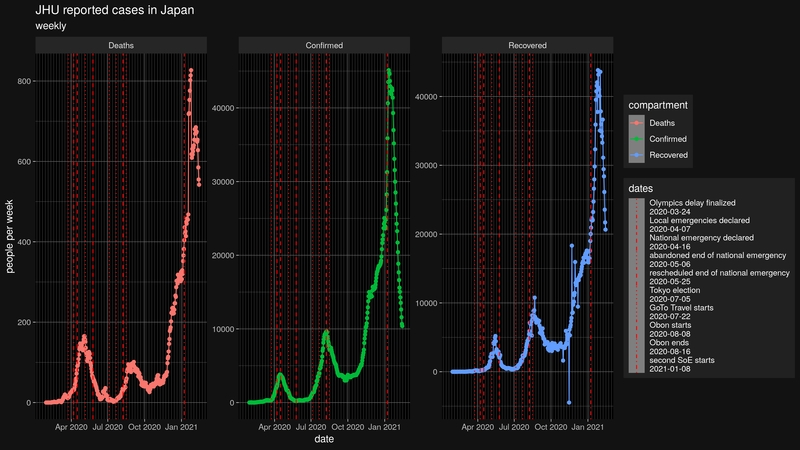 JHU reported cases in Japan
weekly
Deaths
Confirmed
Recovered
people per week
800
600
400
200
0
40000
30000
20000
10000
0
40000
30000
20000
10000
0
Apr 2020 Jul 2020 Oct 2020 Jan 2021
Apr 2020 Jul 2020 Oct 2020 Jan 2021
Apr 2020 Jul 2020 Oct 2020 Jan 2021
date
compartment
Deaths
Confirmed
Recovered
dates
Olympics delay finalized
2020-03-24
Local emergencies declared
2020-04-07
National emergency declared
2020-04-16
abandoned end of national emergency
2020-05-06
rescheduled end of national emergency
2020-05-25
Tokyo election
2020-07-05
GoTo Travel starts
2020-07-22
Obon starts
2020-08-08
Obon ends
2020-08-16
second SoE starts
2021-01-08